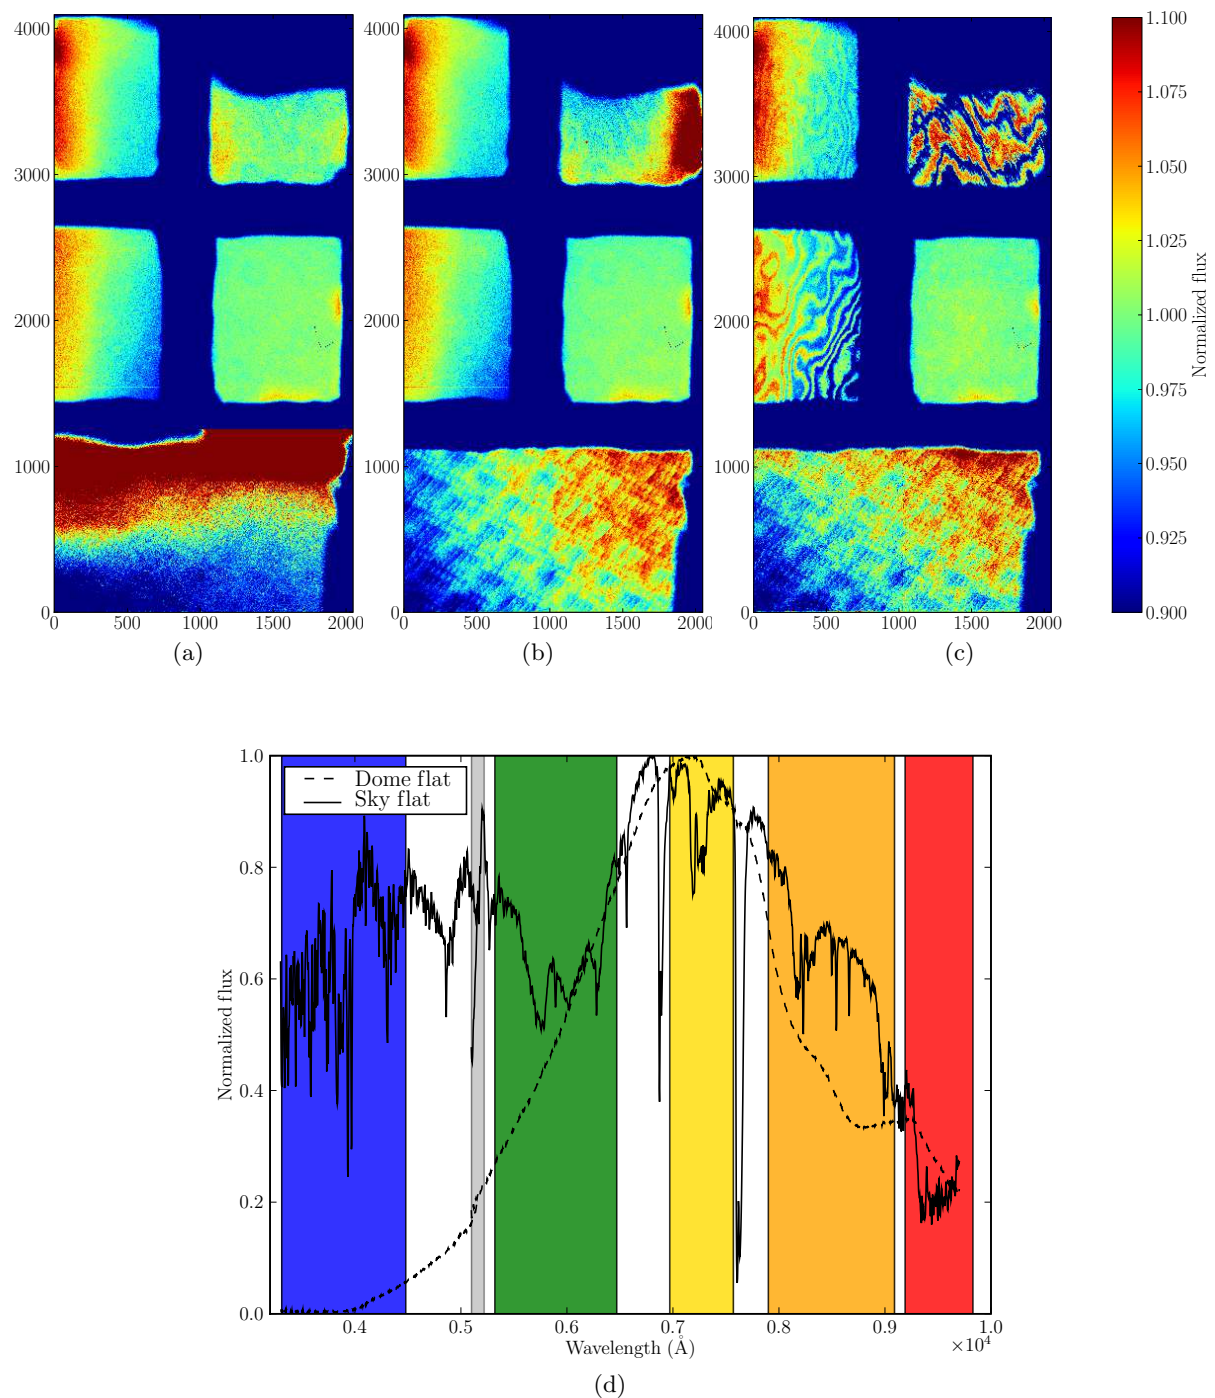 4000
3000
2000
1000
0
0 500 1000 1500 2000
(a)
4000
3000
2000
1000
0
0 500 1000 1500 2000
(b)
4000
3000
2000
1000
0
0 500 1000 1500 2000
(c)
1.100
1.075
1.050
1.025
1.000
0.975
0.950
0.925
0.900
Normalized flux
1.0
0.8
0.6
0.4
0.2
0.0
Normalized flux
Dome flat
Sky flat
0.4 0.5 0.6 0.7 0.8 0.9 1.0
Wavelength (Å)
×10⁴
(d)